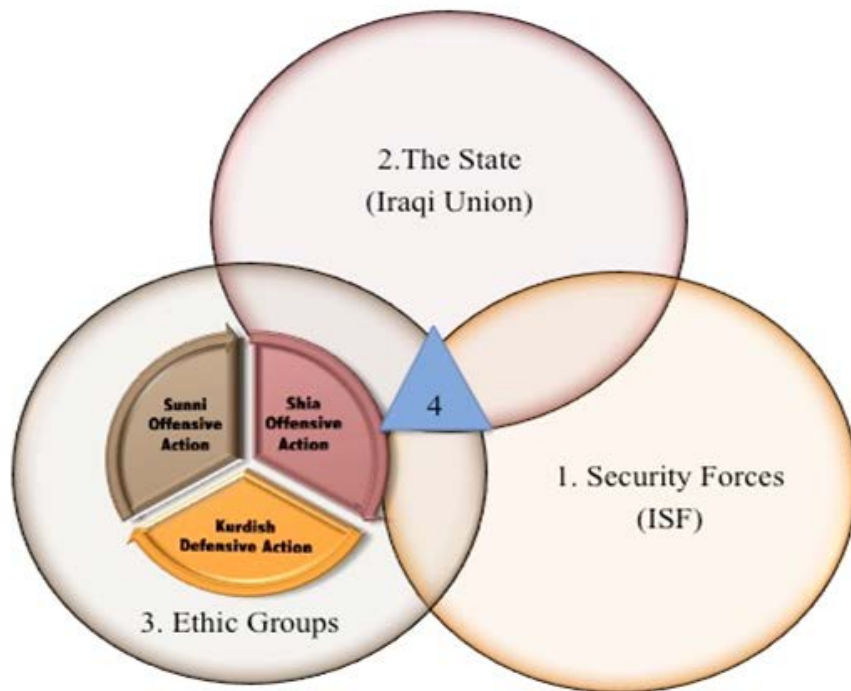 2.The State
(Iraqi Union)
4
Sunni
Offensive
Action
Shia
Offensive
Action
Kurdish
Defensive Action
1. Security Forces
(ISF)
3. Ethic Groups